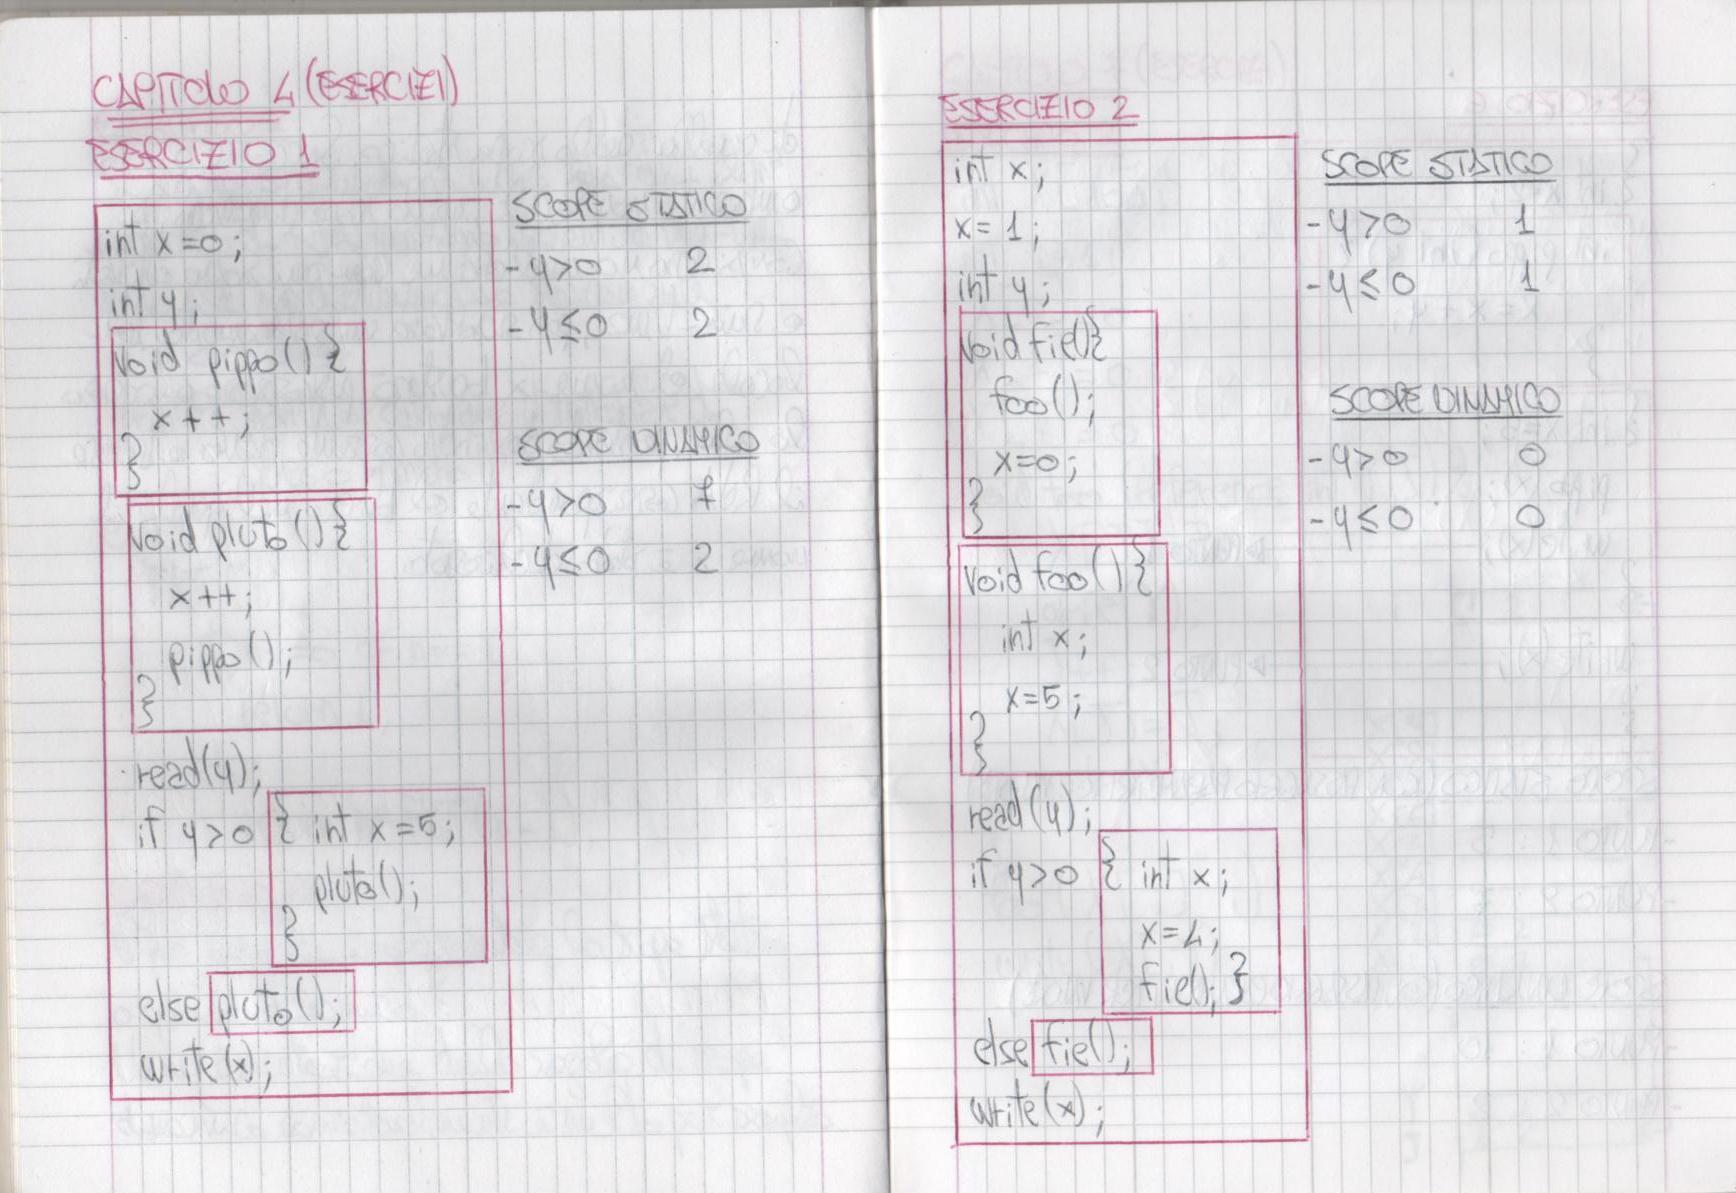 CAPITOLO 4 (ESERCIZI)
ESERCIZIO 1
int x=0;
int y;
void pippo(){
x++;
}
void pluto(){
x++;
pippo();
}
read(y);
if y>0 { int x=5;
pluto();
}
else pluto();
write(x);
SCOPE STATICO
- y>0 2
- y≤0 2
SCOPE DINAMICO
- y>0 7
- y≤0 2
ESERCIZIO 2
int x;
x=1;
int y;
void fie(){
foo();
x=0;
}
void foo(){
int x;
x=5;
}
read(y);
if y>0 { int x;
x=4;
fie(); }
else fie();
write(x);
SCOPE STATICO
- y>0 1
- y≤0 1
SCOPE DINAMICO
- y>0 0
- y≤0 0